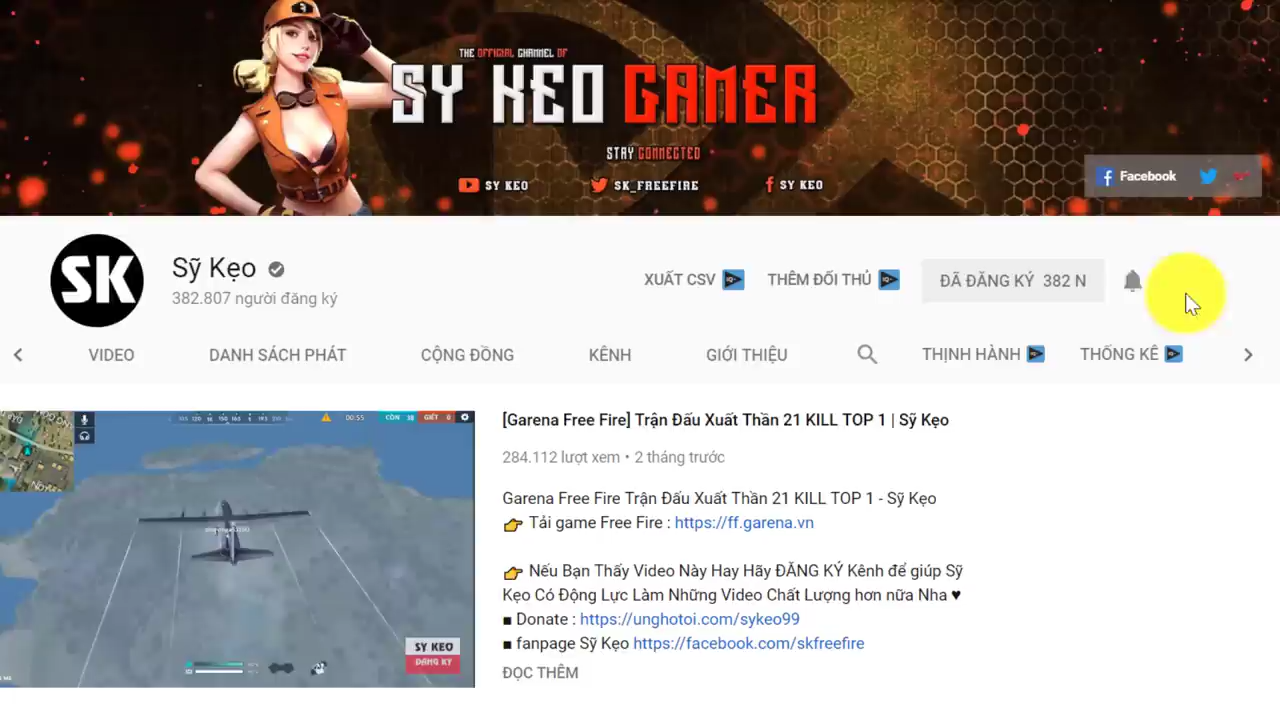 THE OFFICIAL CHANNEL OF
SY KEO GAMER
STAY CONNECTED
SY KEO
SK_FREEFIRE
SY KEO
Facebook
SK
Sỹ Kẹo
382.807 người đăng ký
XUẤT CSV
THÊM ĐỐI THỦ
ĐÃ ĐĂNG KÝ 382 N
VIDEO
DANH SÁCH PHÁT
CỘNG ĐỒNG
KÊNH
GIỚI THIỆU
THỊNH HÀNH
THỐNG KÊ
00:55
CÒN 38
GIẾT 0
SY KEO
ĐĂNG KÝ
[Garena Free Fire] Trận Đấu Xuất Thần 21 KILL TOP 1 | Sỹ Kẹo
284.112 lượt xem • 2 tháng trước
Garena Free Fire Trận Đấu Xuất Thần 21 KILL TOP 1 - Sỹ Kẹo
👉 Tải game Free Fire : https://ff.garena.vn
👉 Nếu Bạn Thấy Video Này Hay Hãy ĐĂNG KÝ Kênh để giúp Sỹ
Kẹo Có Động Lực Làm Những Video Chất Lượng hơn nữa Nha ♥
■ Donate : https://unghotoi.com/sykeo99
■ fanpage Sỹ Kẹo https://facebook.com/skfreefire
ĐỌC THÊM